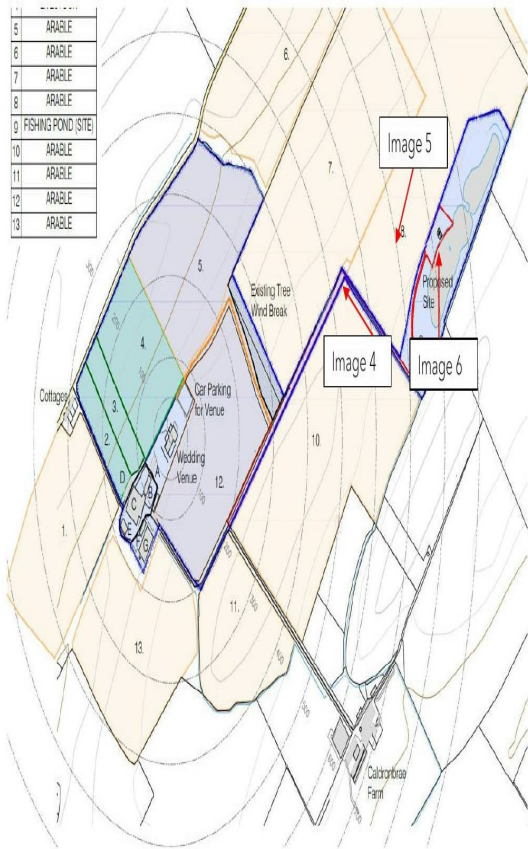 5 ARABLE
6 ARABLE
7 ARABLE
8 ARABLE
9 FISHING POND (SITE)
10 ARABLE
11 ARABLE
12 ARABLE
13 ARABLE
6.
Image 5
7.
8.
5.
Existing Tree
Wind Break
Proposed
Site
4.
Image 4
Image 6
Cottages
3.
2.
Car Parking
for Venue
Wedding
Venue
10.
12.
D
A
B
C
E
F
G
1.
11.
13.
Caldronbrae
Farm